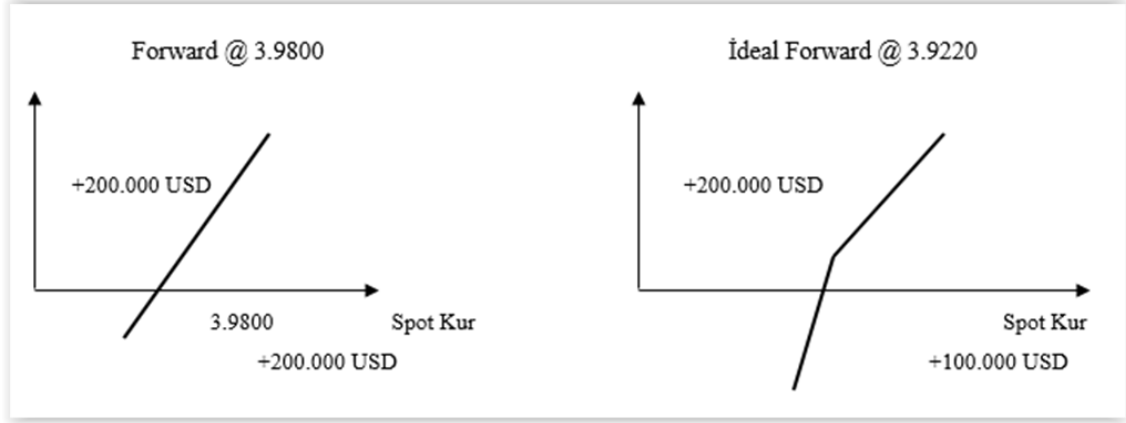 Forward @ 3.9800
+200.000 USD
3.9800
Spot Kur
+200.000 USD
İdeal Forward @ 3.9220
+200.000 USD
Spot Kur
+100.000 USD